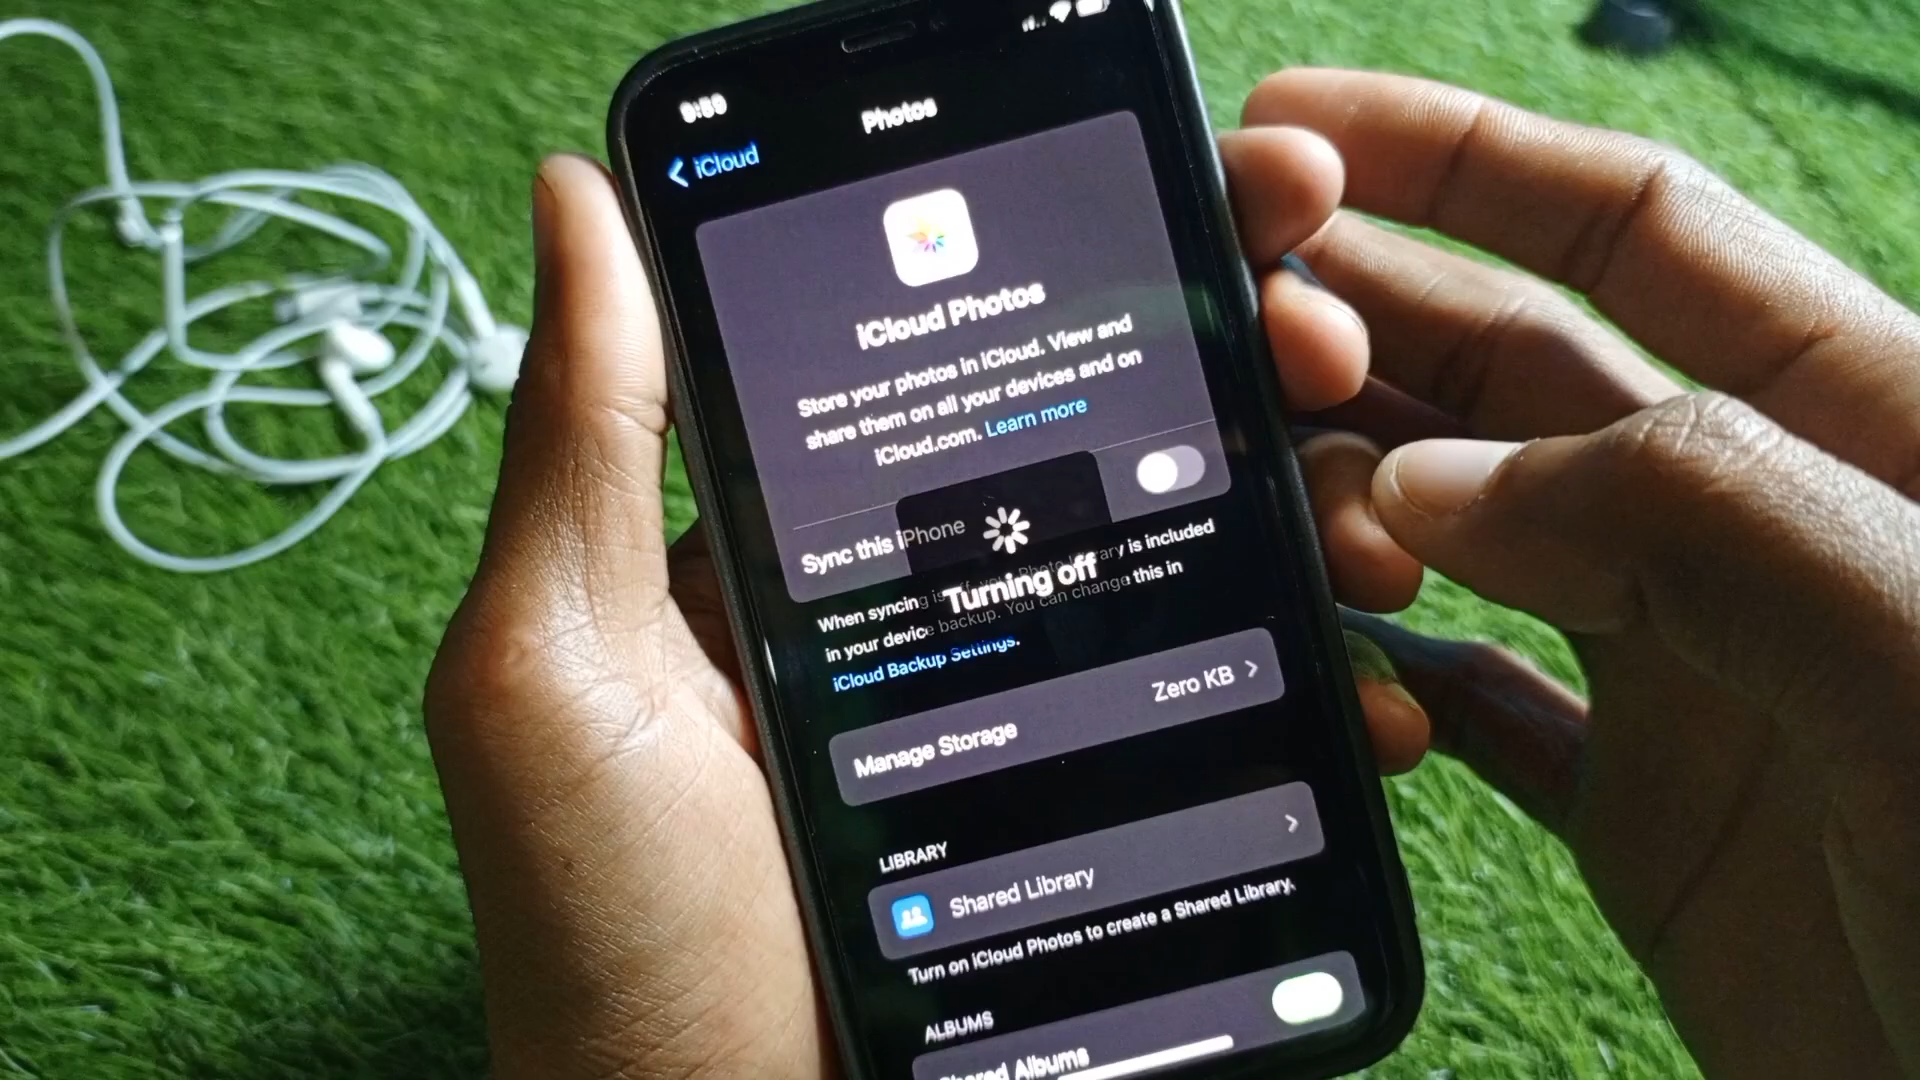 9:59
Photos
iCloud
iCloud Photos
Store your photos in iCloud. View and
share them on all your devices and on
iCloud.com. Learn more
Sync this iPhone
Turning off
When syncing is off, your Photo Library is included
in your device backup. You can change this in
iCloud Backup Settings.
Manage Storage
Zero KB
LIBRARY
Shared Library
Turn on iCloud Photos to create a Shared Library.
ALBUMS
Shared Albums